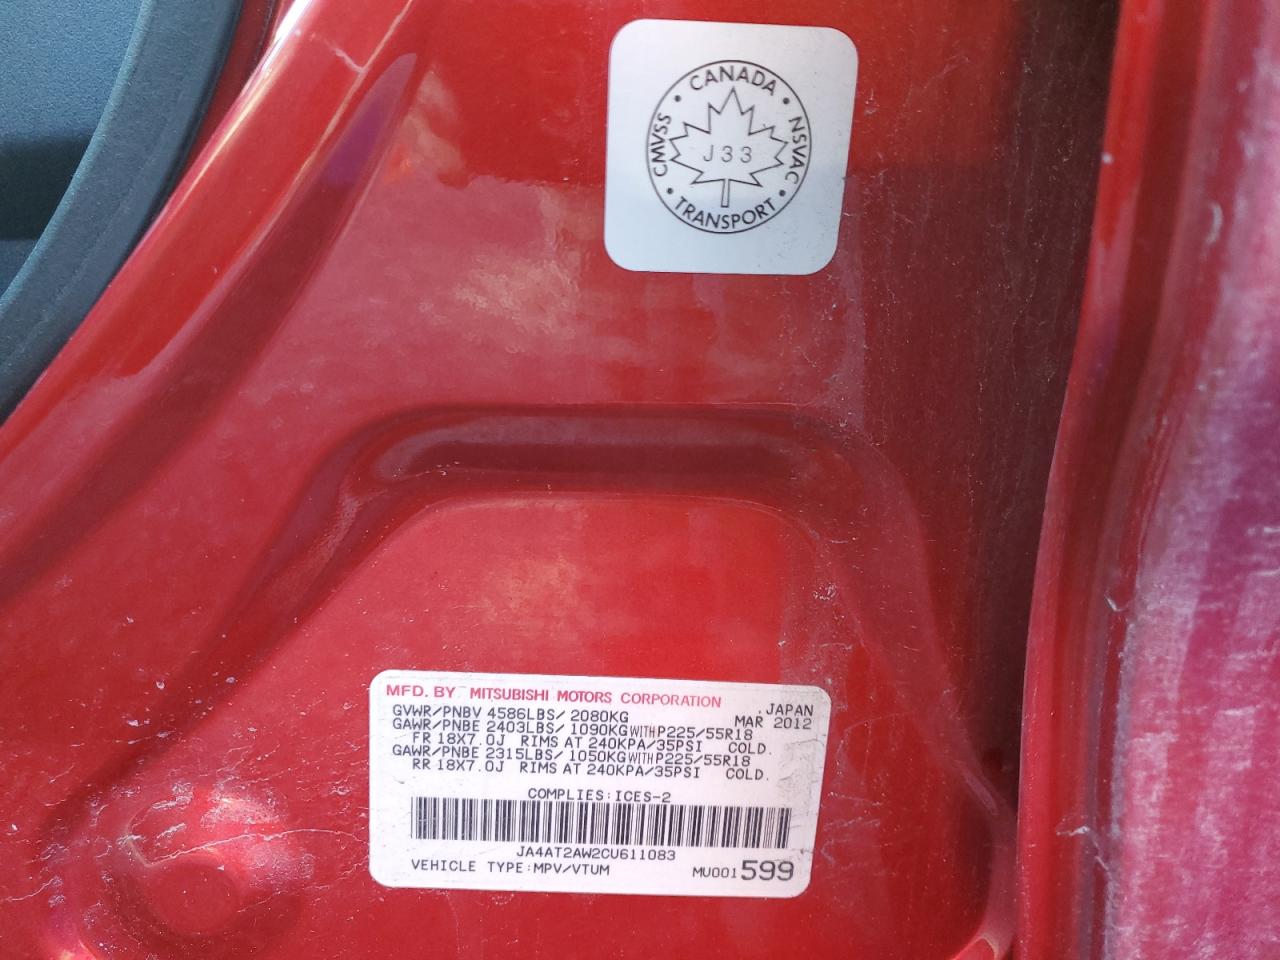 CANADA
CMVSS
NSVAC
J33
TRANSPORT
MFD. BY MITSUBISHI MOTORS CORPORATION
JAPAN
GVWR/PNBV 4586LBS/2080KG MAR 2012
GAWR/PNBE 2403LBS/1090KG WITH P225/55R18
FR 18X7.0J RIMS AT 240KPA/35PSI COLD.
GAWR/PNBE 2315LBS/1050KG WITH P225/55R18
RR 18X7.0J RIMS AT 240KPA/35PSI COLD.
COMPLIES:ICES-2
JA4AT2AW2CU611083
VEHICLE TYPE:MPV/VTUM MU001599